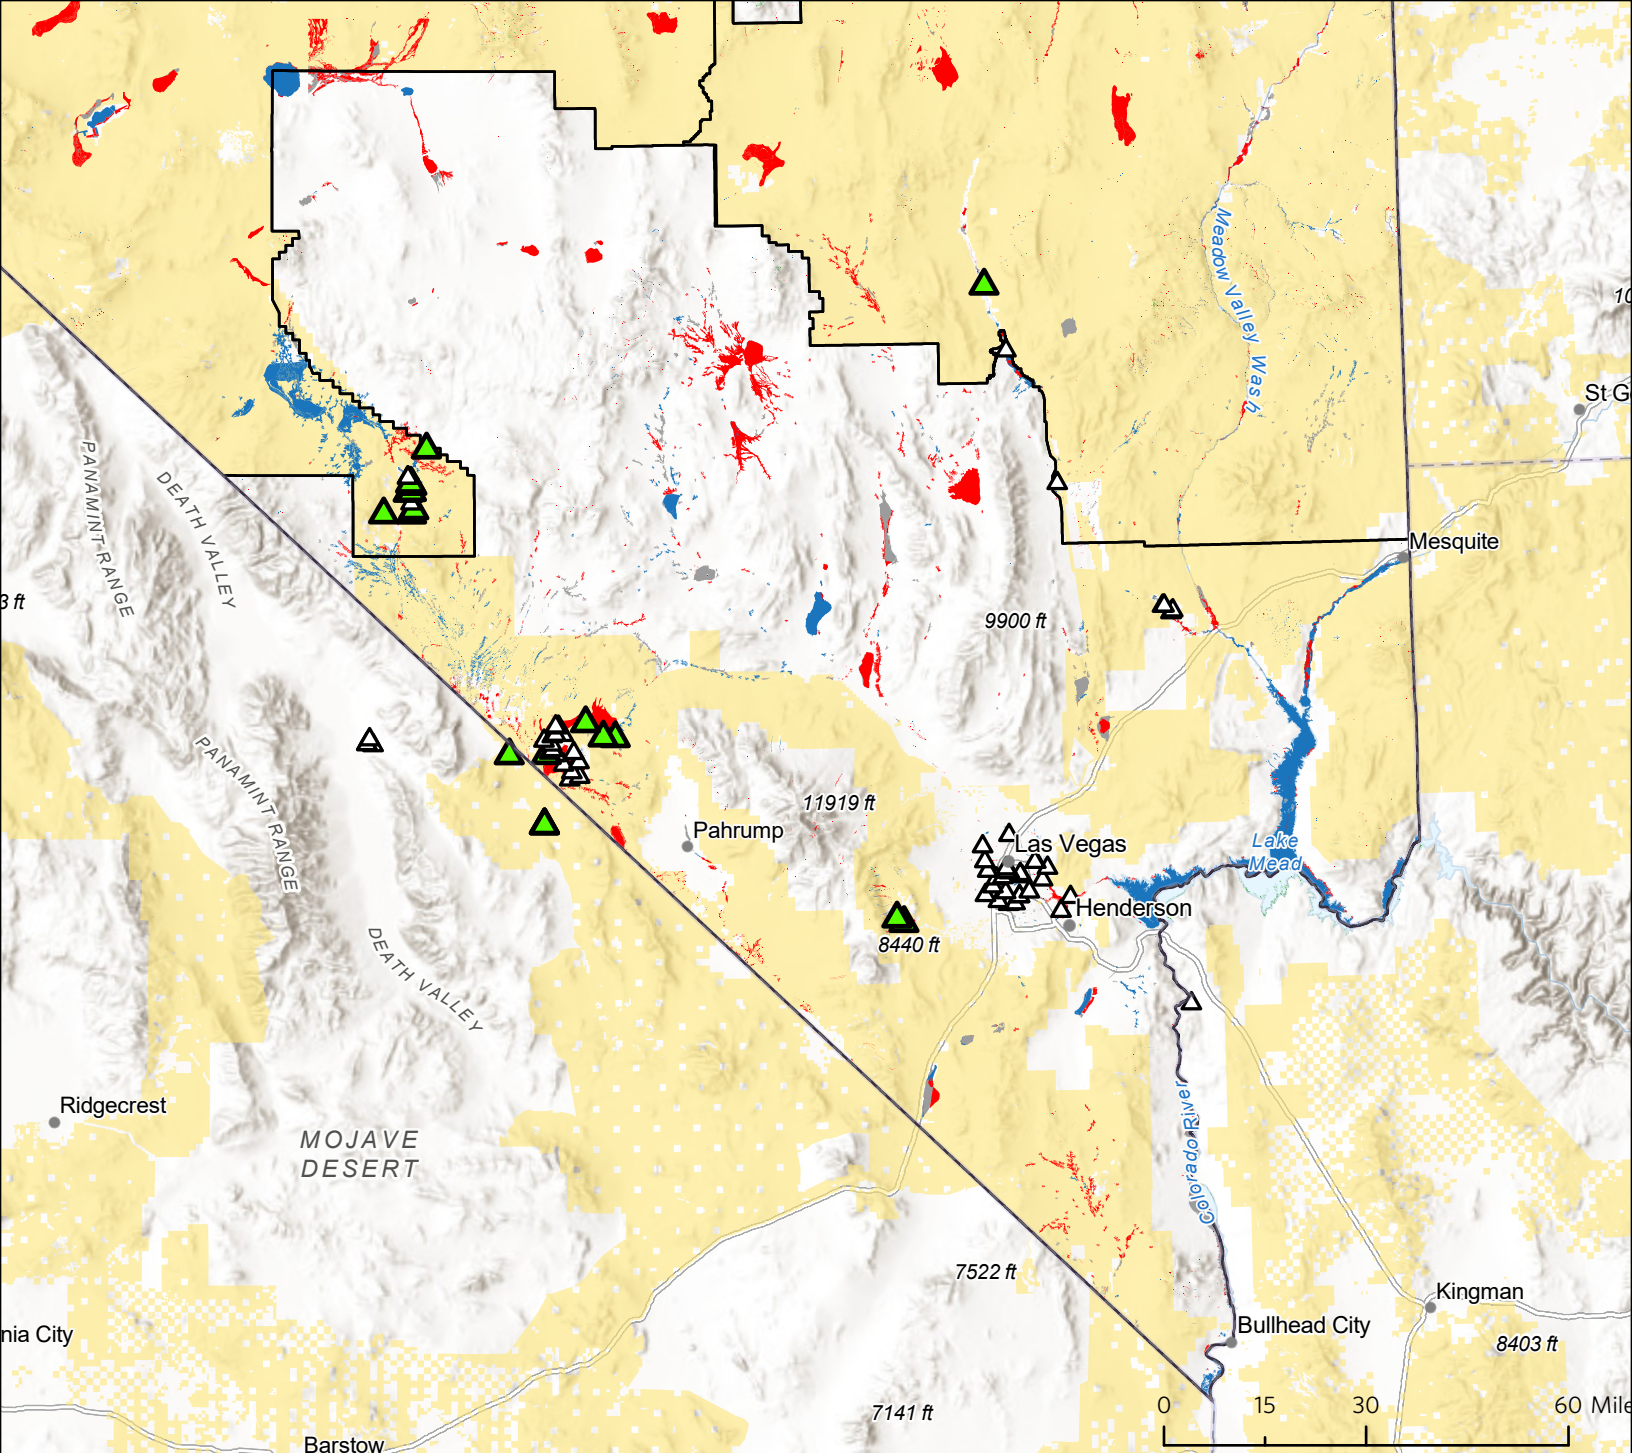 Meadow Valley Wash
10
St G
PANAMINT RANGE
DEATH VALLEY
Mesquite
3 ft
9900 ft
PANAMINT RANGE
11919 ft
Pahrump
Las Vegas
Lake
Mead
Henderson
8440 ft
DEATH VALLEY
Ridgecrest
MOJAVE
DESERT
Colorado River
7522 ft
Kingman
Bullhead City
nia City
8403 ft
7141 ft
0 15 30 60 Mile
Barstow